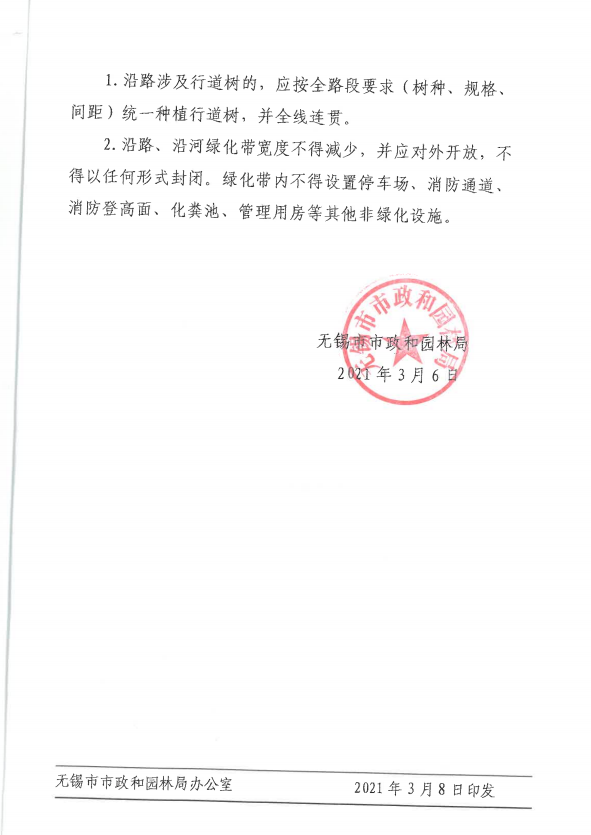 1. 沿路涉及行道树的，应按全路段要求（树种、规格、
间距）统一种植行道树，并全线连贯。
2. 沿路、沿河绿化带宽度不得减少，并应对外开放，不
得以任何形式封闭。绿化带内不得设置停车场、消防通道、
消防登高面、化粪池、管理用房等其他非绿化设施。
无锡市市政和园林局
无锡市市政和园林局
2021 年 3 月 6 日
无锡市市政和园林局办公室
2021 年 3 月 8 日印发